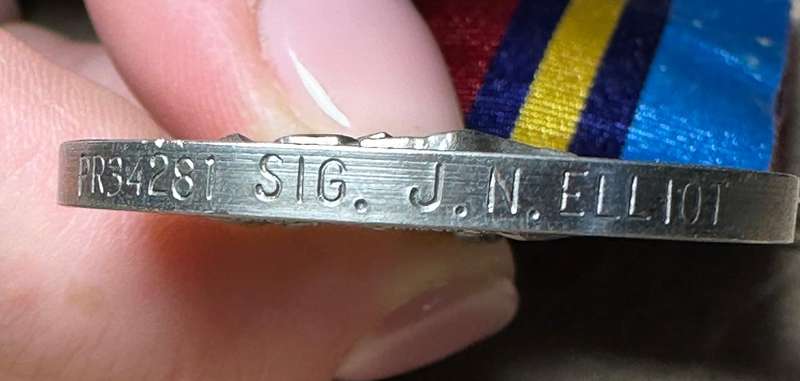 PR34281 SIG. J. N. ELLIOT